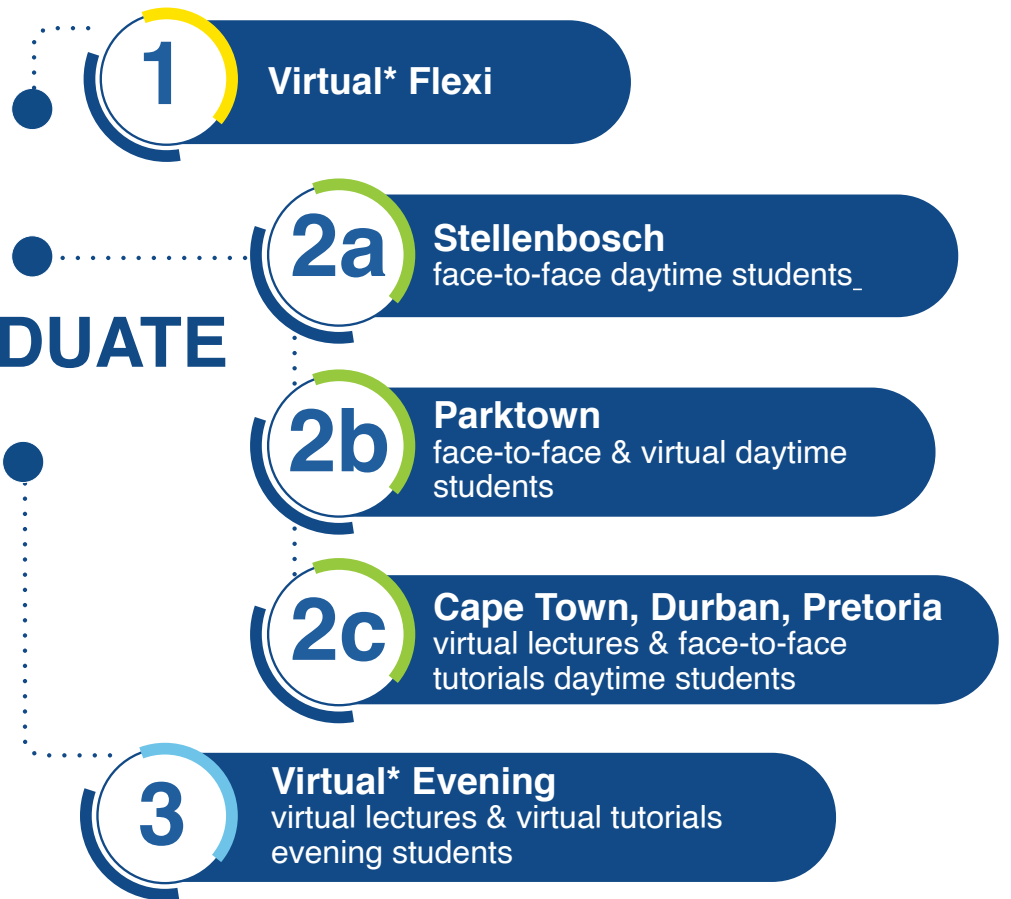 1
Virtual* Flexi
2a
Stellenbosch
face-to-face daytime students_
DUATE
2b
Parktown
face-to-face & virtual daytime
students
2c
Cape Town, Durban, Pretoria
virtual lectures & face-to-face
tutorials daytime students
3
Virtual* Evening
virtual lectures & virtual tutorials
evening students